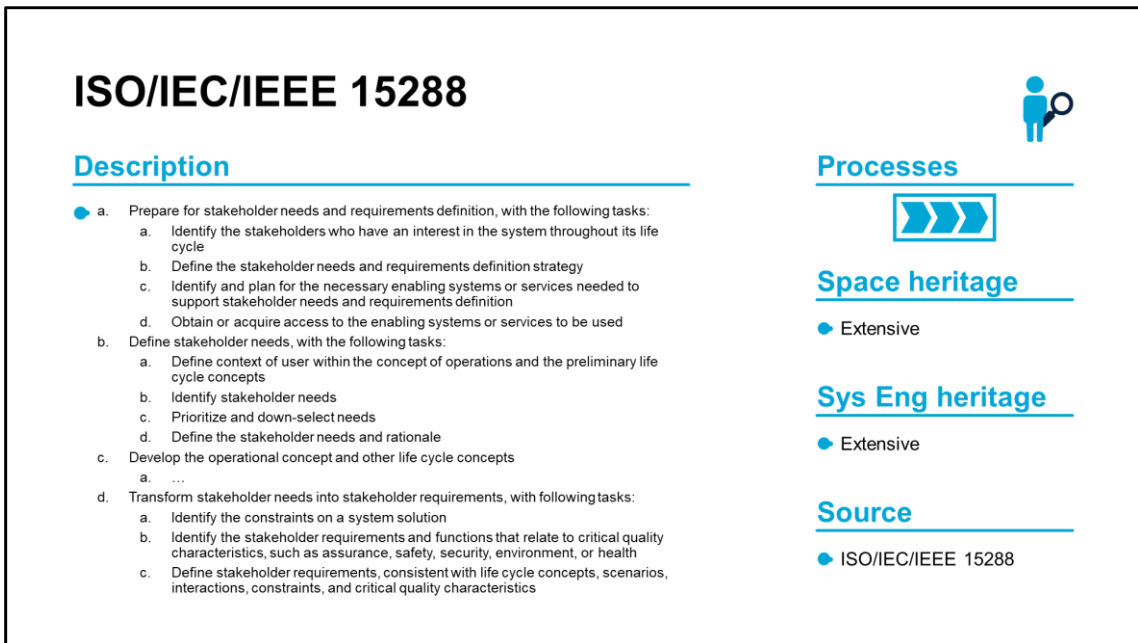 ISO/IEC/IEEE 15288
Description
a. Prepare for stakeholder needs and requirements definition, with the following tasks:
a. Identify the stakeholders who have an interest in the system throughout its life
cycle
b. Define the stakeholder needs and requirements definition strategy
c. Identify and plan for the necessary enabling systems or services needed to
support stakeholder needs and requirements definition
d. Obtain or acquire access to the enabling systems or services to be used
b. Define stakeholder needs, with the following tasks:
a. Define context of user within the concept of operations and the preliminary life
cycle concepts
b. Identify stakeholder needs
c. Prioritize and down-select needs
d. Define the stakeholder needs and rationale
c. Develop the operational concept and other life cycle concepts
a. …
d. Transform stakeholder needs into stakeholder requirements, with following tasks:
a. Identify the constraints on a system solution
b. Identify the stakeholder requirements and functions that relate to critical quality
characteristics, such as assurance, safety, security, environment, or health
c. Define stakeholder requirements, consistent with life cycle concepts, scenarios,
interactions, constraints, and critical quality characteristics
Processes
Space heritage
Extensive
Sys Eng heritage
Extensive
Source
ISO/IEC/IEEE 15288